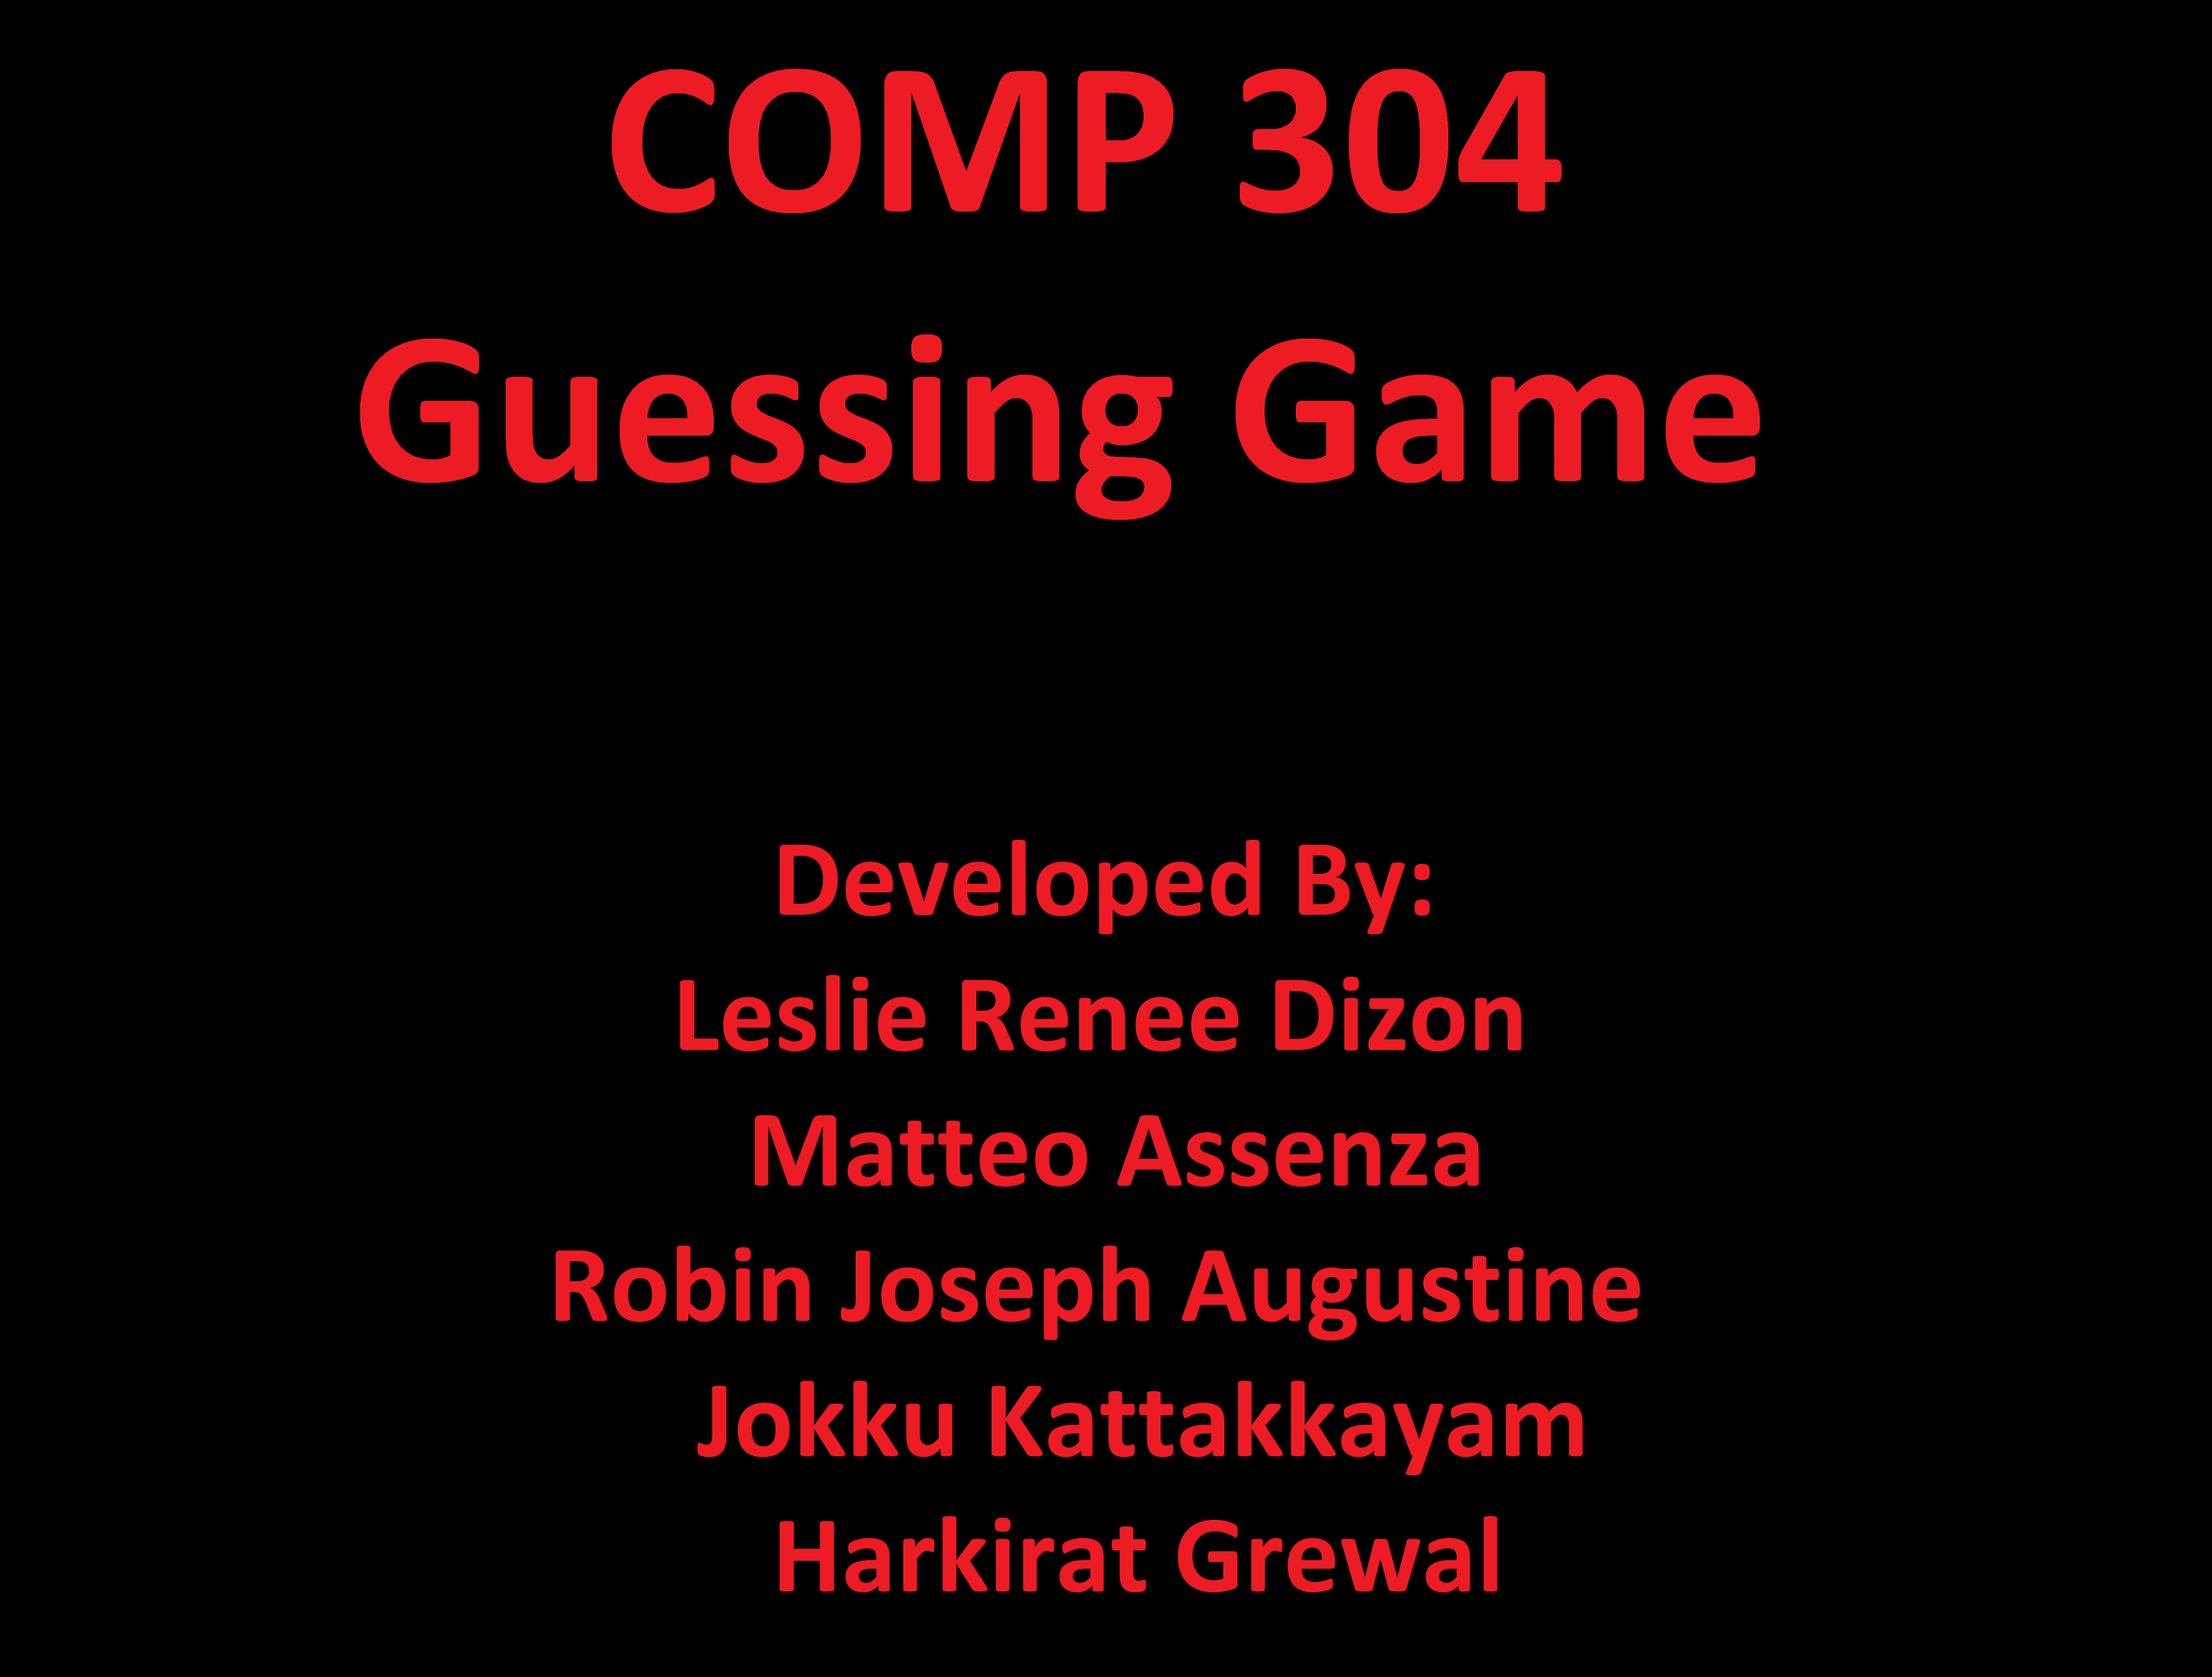 COMP 304
Guessing Game
Developed By:
Leslie Renee Dizon
Matteo Assenza
Robin Joseph Augustine
Jokku Kattakkayam
Harkirat Grewal